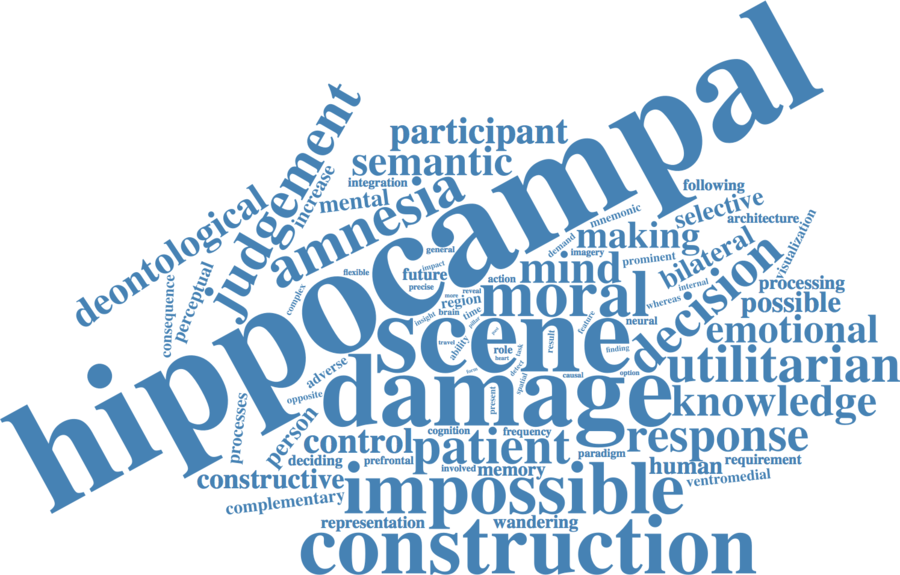 hippocampal
participant
semantic
integration
mental
judgement
increase
amnesia
deontological
consequence
perceptual
complex
flexible
general
impact
future
precise
mnemonic
following
selective
architecture
making
demand
imagery
prominent
bilateral
visualization
mind
action
reveal
more
region
time
brain
insight
moral
internal
whereas
decision
processing
possible
neural
feature
emotional
scene
ability
travel
role
heart
task
detect
result
finding
utilitarian
adverse
opposite
damage
form
spatial
present
causal
option
knowledge
processes
person
control
cognition
frequency
patient
paradigm
response
deciding
prefrontal
involved
memory
human
requirement
ventromedial
constructive
complementary
impossible
representation
wandering
construction